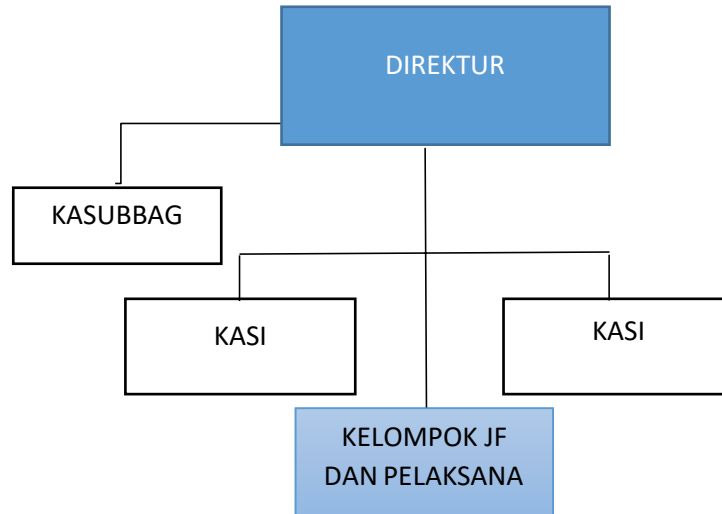 DIREKTUR
KASUBBAG
KASI
KASI
KELOMPOK JF
DAN PELAKSANA